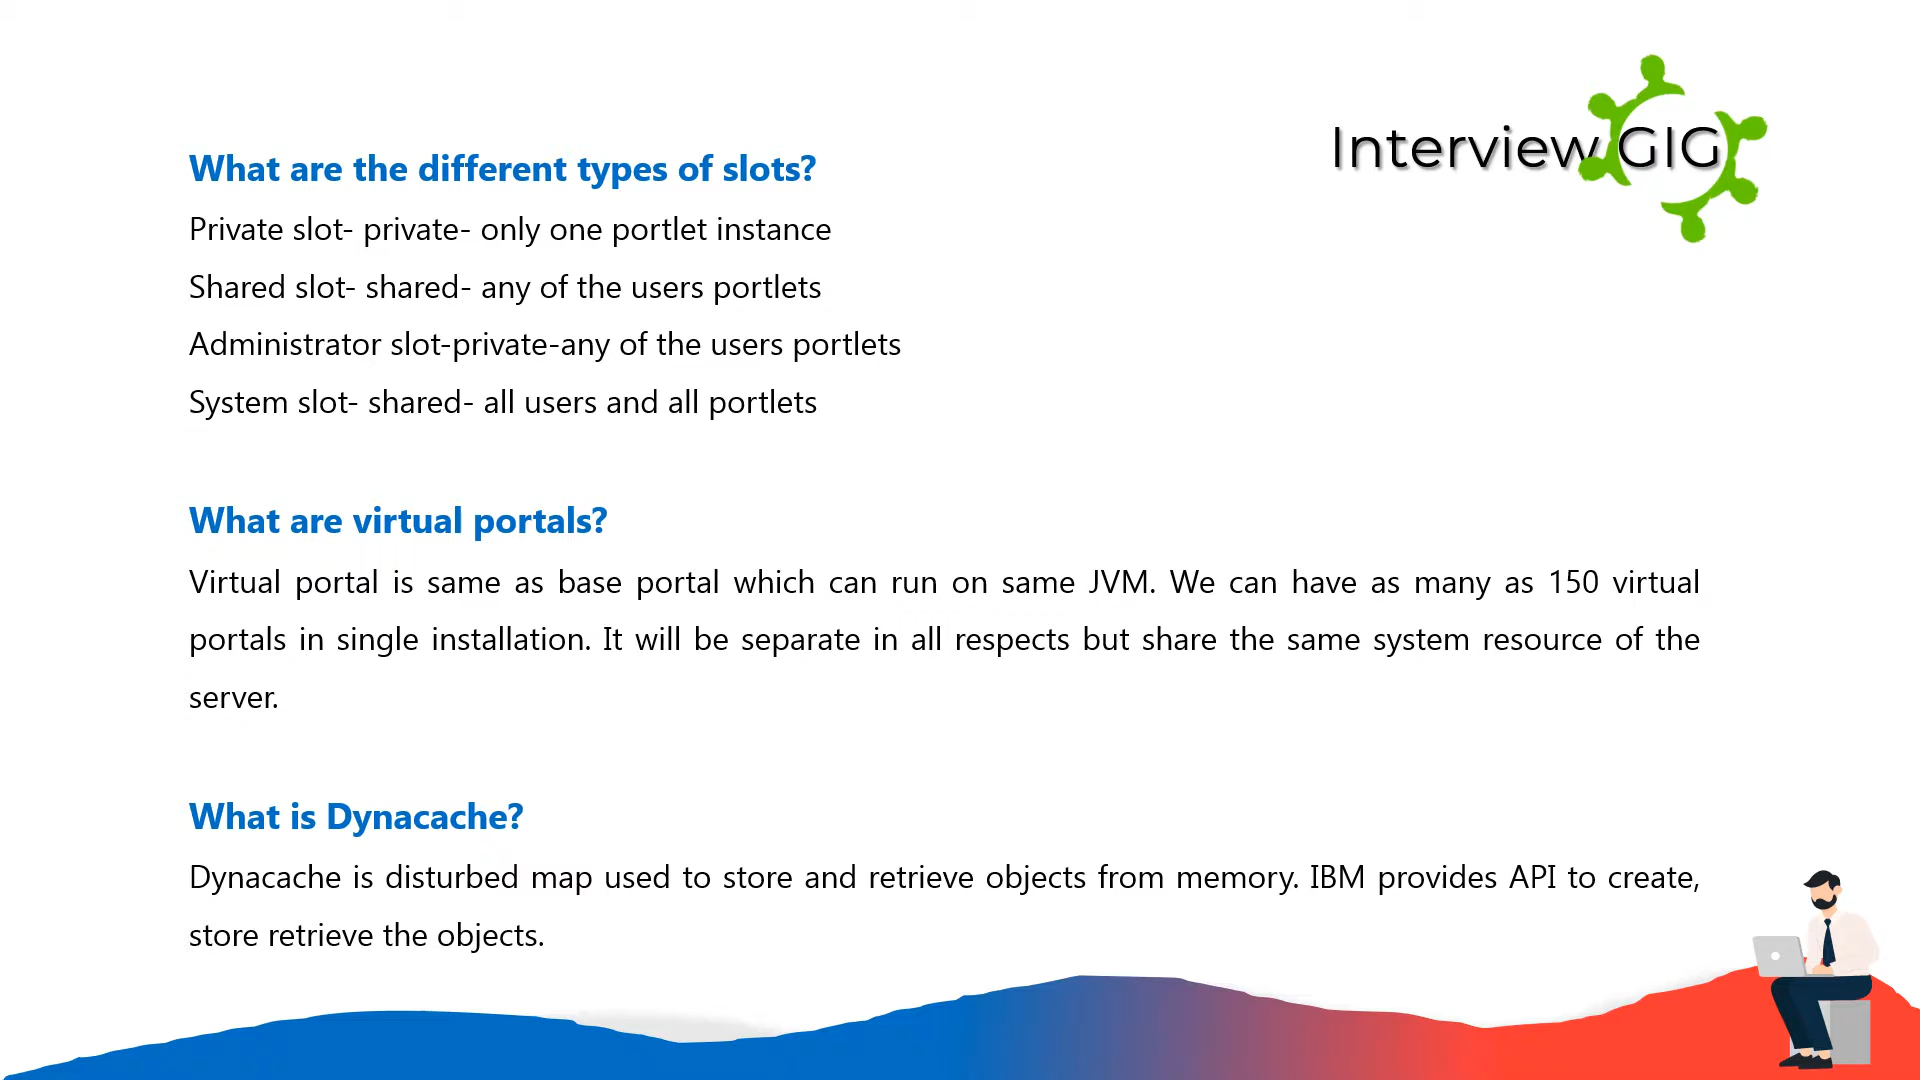 Interview GIG
What are the different types of slots?
Private slot- private- only one portlet instance
Shared slot- shared- any of the users portlets
Administrator slot-private-any of the users portlets
System slot- shared- all users and all portlets
What are virtual portals?
Virtual portal is same as base portal which can run on same JVM. We can have as many as 150 virtual
portals in single installation. It will be separate in all respects but share the same system resource of the
server.
What is Dynacache?
Dynacache is disturbed map used to store and retrieve objects from memory. IBM provides API to create,
store retrieve the objects.